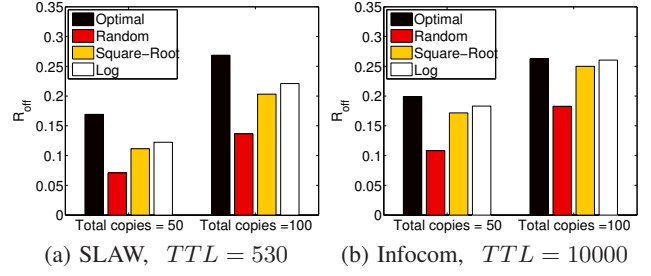 0.35
0.3
0.25
0.2
0.15
0.1
0.05
0
R_off
Optimal
Random
Square-Root
Log
Total copies = 50
Total copies =100
(a) SLAW, TTL = 530
0.35
0.3
0.25
0.2
0.15
0.1
0.05
0
R_off
Optimal
Random
Square-Root
Log
Total copies = 50
Total copies =100
(b) Infocom, TTL = 10000